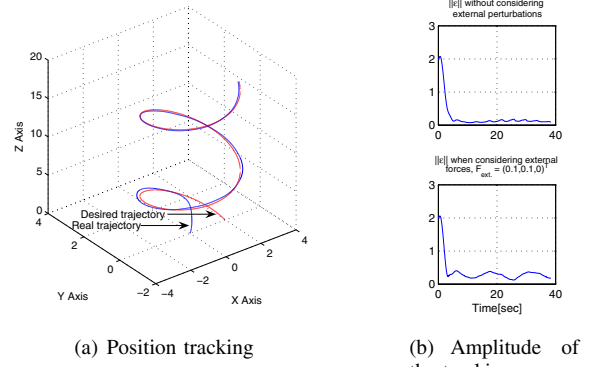 20
15
10
5
0
Z Axis
4
2
0
−2
Y Axis
−4
−2
0
2
4
X Axis
Desired trajectory
Real trajectory
(a) Position tracking
||ε|| without considering
external perturbations
3
2
1
0
0
20
40
||ε|| when considering external
forces, F_ext. = (0.1,0.1,0)^T
3
2
1
0
0
20
40
Time[sec]
(b) Amplitude of